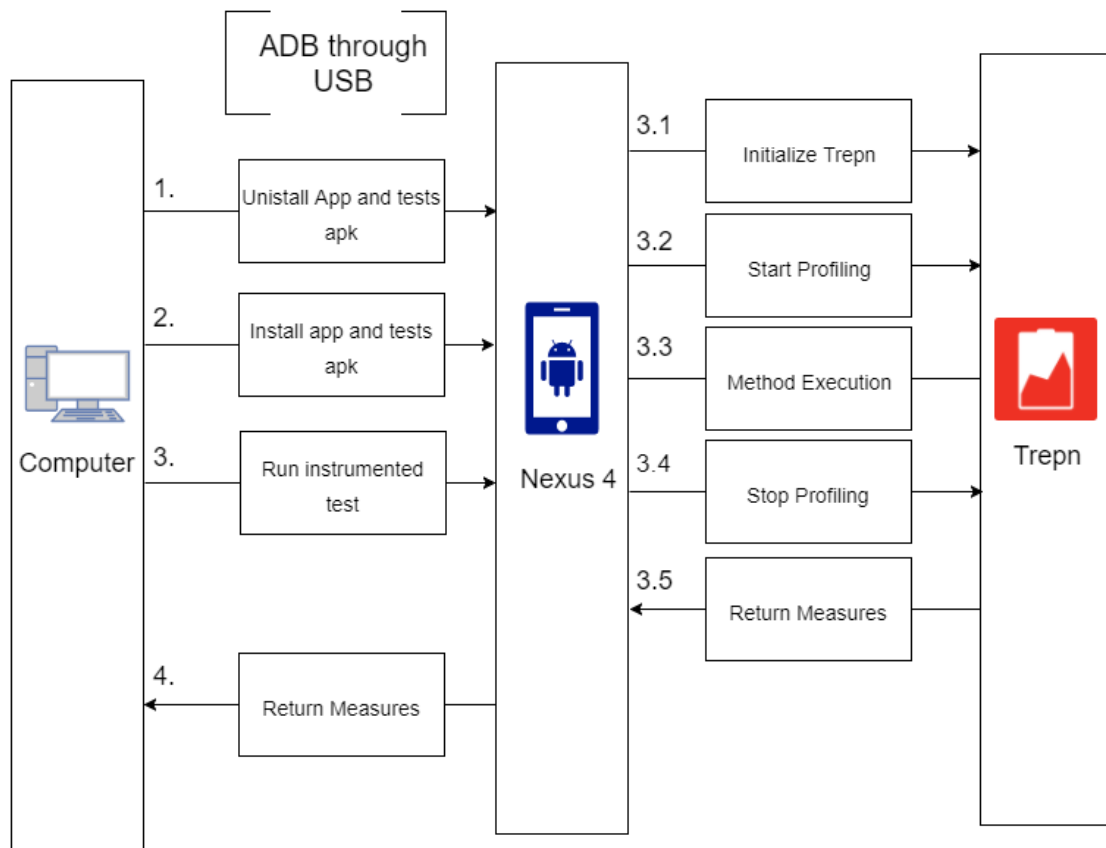 ADB through
USB
1.
Unistall App and tests
apk
2.
Install app and tests
apk
3.
Run instrumented
test
4.
Return Measures
Computer
Nexus 4
3.1
Initialize Trepn
3.2
Start Profiling
3.3
Method Execution
3.4
Stop Profiling
3.5
Return Measures
Trepn